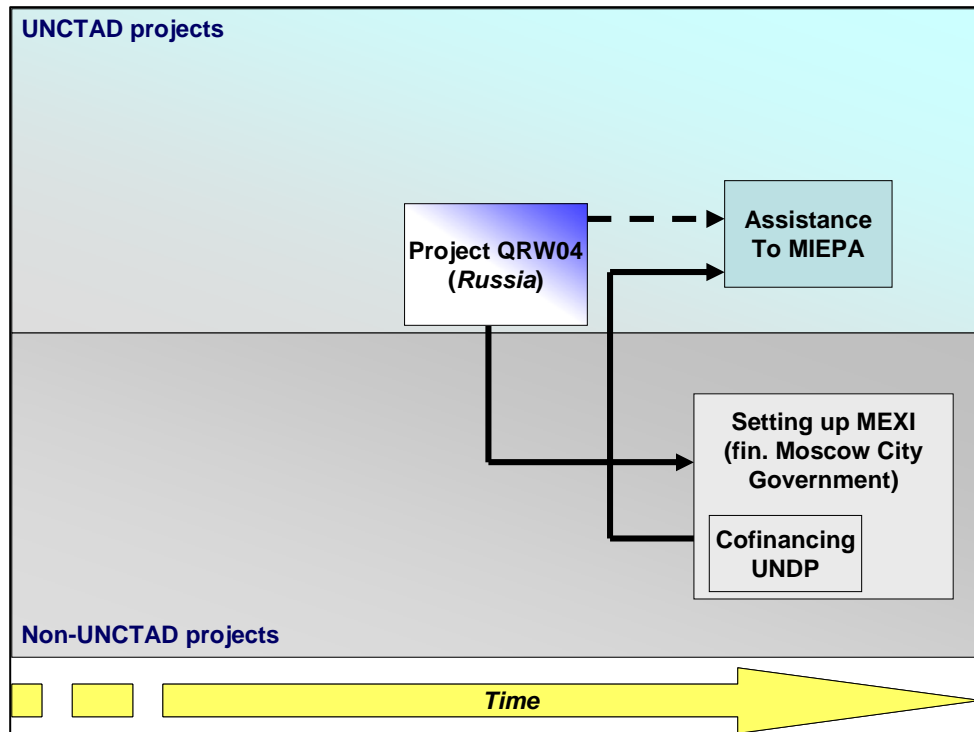 UNCTAD projects
Project QRW04
(Russia)
Assistance
To MIEPA
Setting up MEXI
(fin. Moscow City
Government)
Cofinancing
UNDP
Non-UNCTAD projects
Time